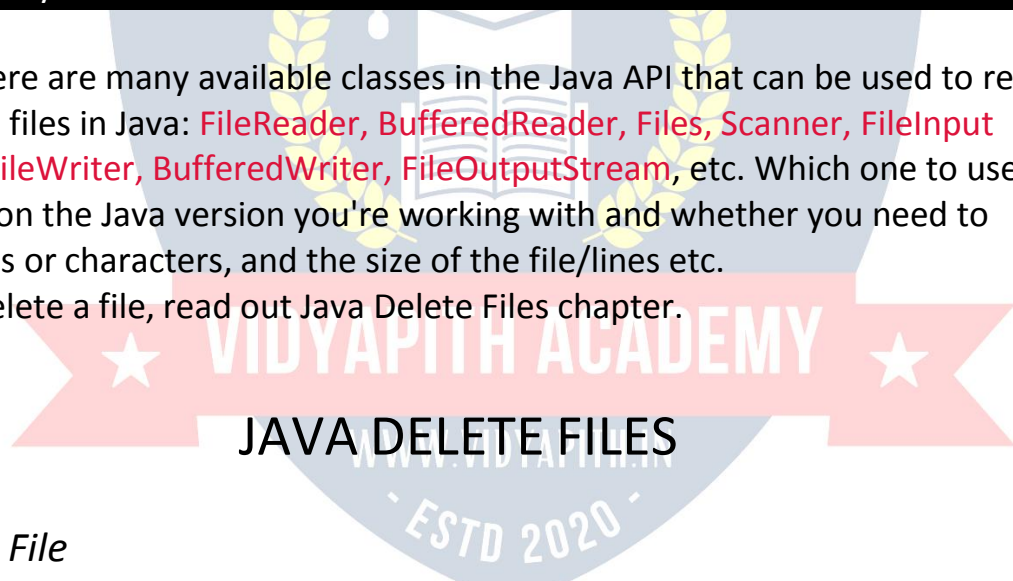 ere are many available classes in the Java API that can be used to re
files in Java: FileReader, BufferedReader, Files, Scanner, FileInput
ileWriter, BufferedWriter, FileOutputStream, etc. Which one to use
on the Java version you're working with and whether you need to
s or characters, and the size of the file/lines etc.
elete a file, read out Java Delete Files chapter.
VIDYAPITH ACADEMY
JAVA DELETE FILES
WWW.VIDYAPITH.IN
File
- ESTD 2020 -